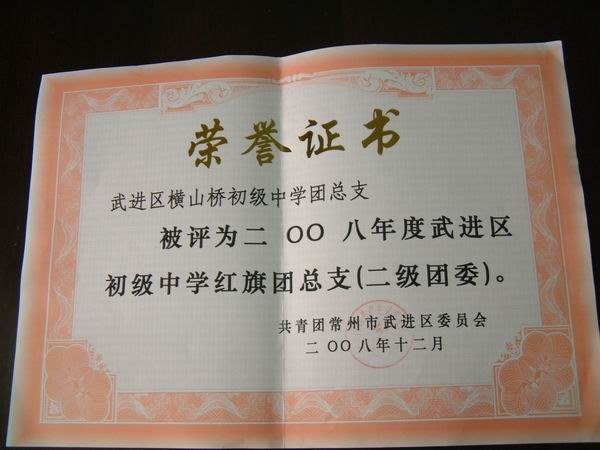 荣誉证书
武进区横山桥初级中学团总支
被评为二OO八年度武进区
初级中学红旗团总支(二级团委)。
共青团常州市武进区委员会
二OO八年十二月